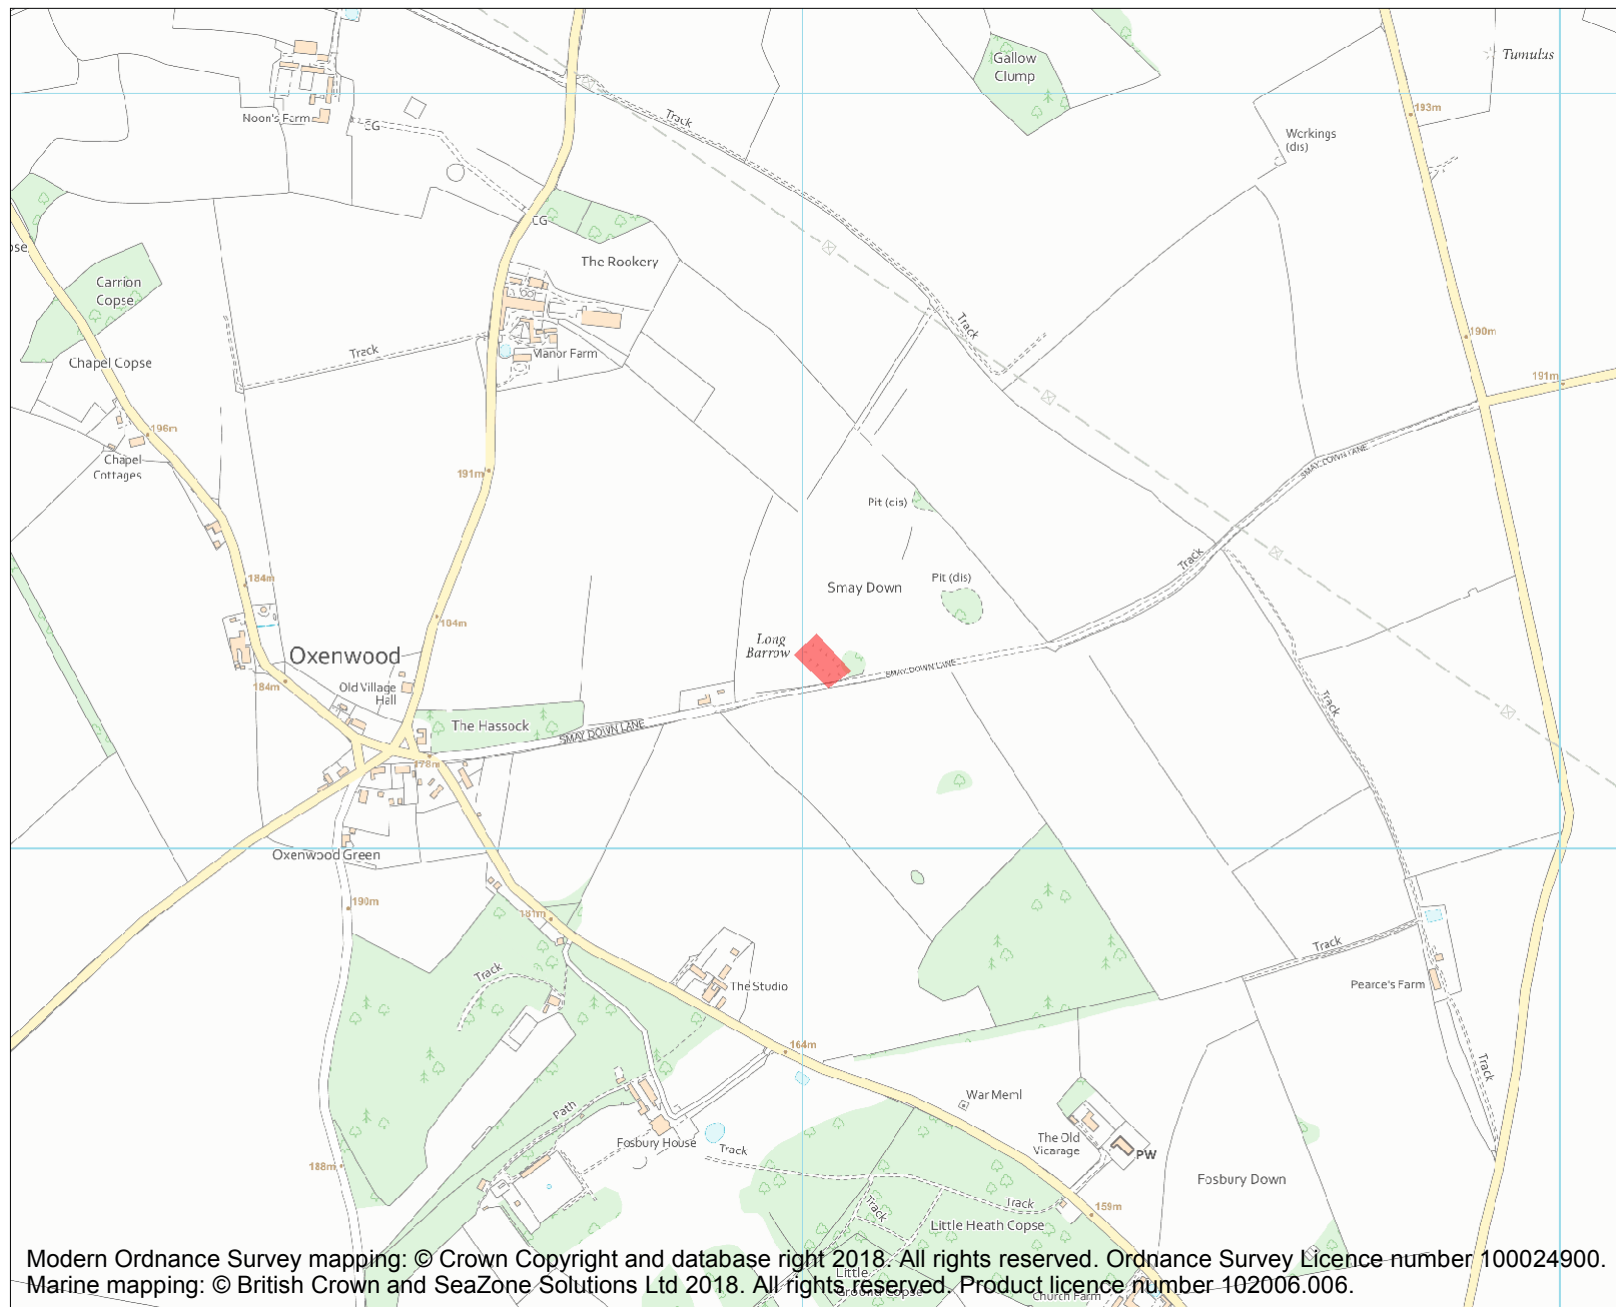 Gallow
Clump
Tumulus
193m
Workings
(dis)
Noon's Farm
CG
Track
CG
The Rookery
Carrion
Copse
Track
Track
Manor Farm
Chapel Copse
190m
191m
196m
Chapel
Cottages
191m
SMAY DOWN LANE
Pit (dis)
Track
184m
Smay Down
Pit (dis)
Oxenwood
Long
Barrow
SMAY DOWN LANE
184m
Old Village
Hall
Track
The Hassock
SMAY DOWN LANE
178m
Oxenwood Green
190m
181m
Track
Track
The Studio
Pearce's Farm
164m
Track
Path
War Meml
Fosbury House
Track
The Old
Vicarage
PW
188m
Fosbury Down
Track
Track
159m
Little Heath Copse
Modern Ordnance Survey mapping: © Crown Copyright and database right 2018. All rights reserved. Ordnance Survey Licence number 100024900.
Marine mapping: © British Crown and SeaZone Solutions Ltd 2018. All rights reserved. Product licence number 102006.006.
Little
Ground Copse
Church Farm